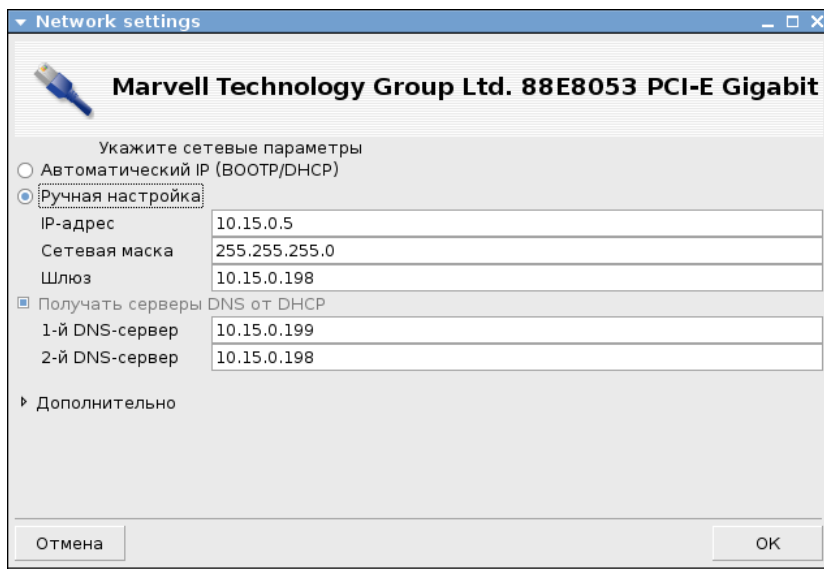 Network settings
Marvell Technology Group Ltd. 88E8053 PCI-E Gigabit
Укажите сетевые параметры
Автоматический IP (BOOTP/DHCP)
Ручная настройка
IP-адрес 10.15.0.5
Сетевая маска 255.255.255.0
Шлюз 10.15.0.198
Получать серверы DNS от DHCP
1-й DNS-сервер 10.15.0.199
2-й DNS-сервер 10.15.0.198
Дополнительно
Отмена OK